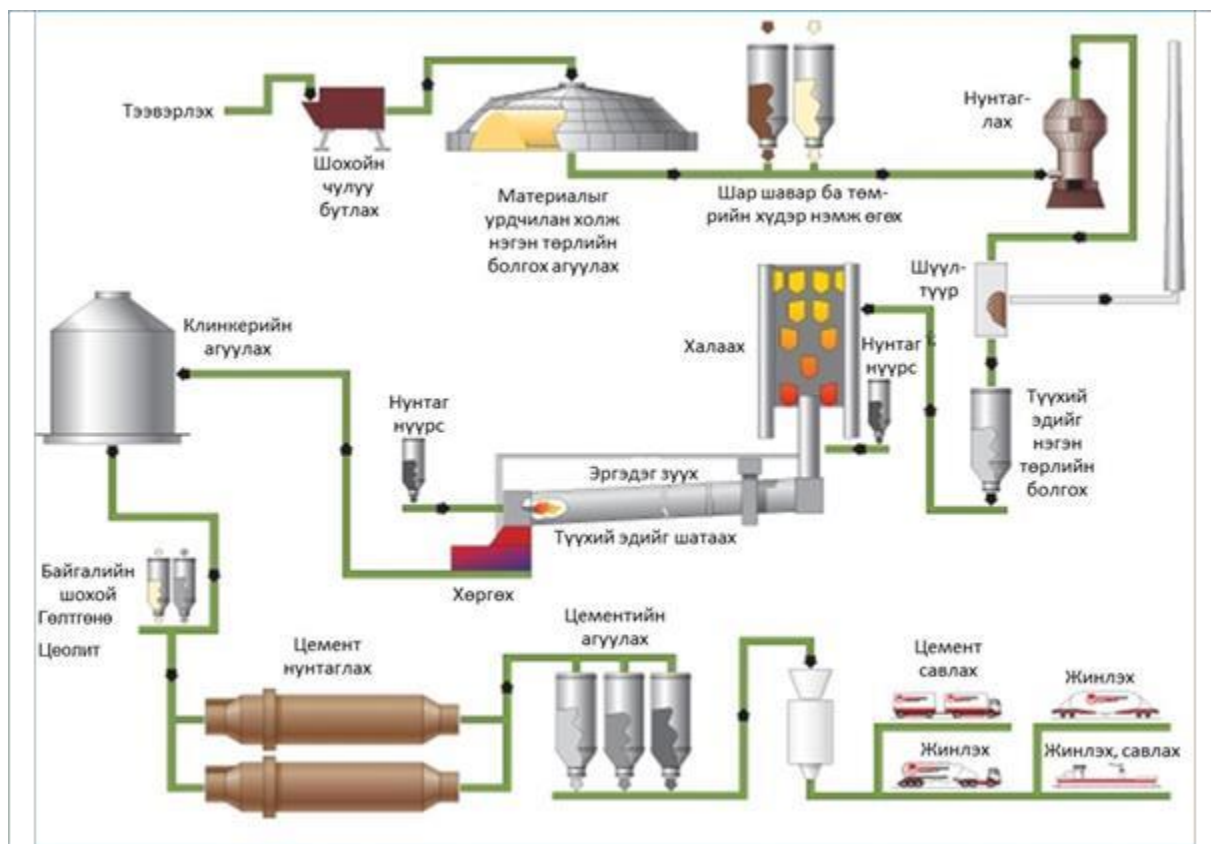 Тээвэрлэх
Шохойн
чулуу
бутлах
Материалыг
урдчилан холж
нэгэн төрлийн
болгох агуулах
Шар шавар ба төм-
рийн хүдэр нэмж өгөх
Нунтаг-
лах
Шүүл-
түүр
Клинкерийн
агуулах
Халаах
Нунтаг
нүүрс
Нунтаг
нүүрс
Түүхий
эдийг
нэгэн
төрлийн
болгох
Эргэдэг зуух
Түүхий эдийг шатаах
Хөргөх
Байгалийн
шохой
Гөлтгөнө
Цеолит
Цемент
нунтаглах
Цементийн
агуулах
Цемент
савлах
Жинлэх
Жинлэх
Жинлэх, савлах